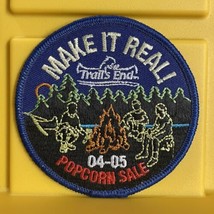 MAKE IT REAL!
Trail's End
04-05
POPCORN SALE